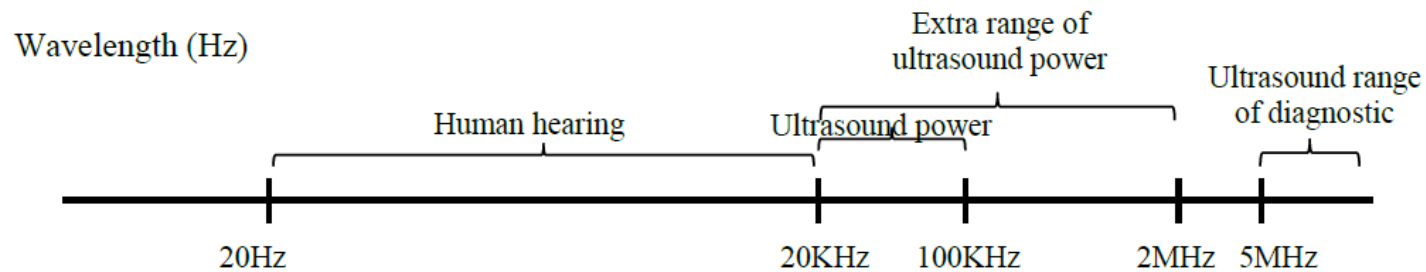 Wavelength (Hz)
Extra range of
ultrasound power
Ultrasound range
of diagnostic
Human hearing
Ultrasound power
20Hz
20KHz
100KHz
2MHz
5MHz